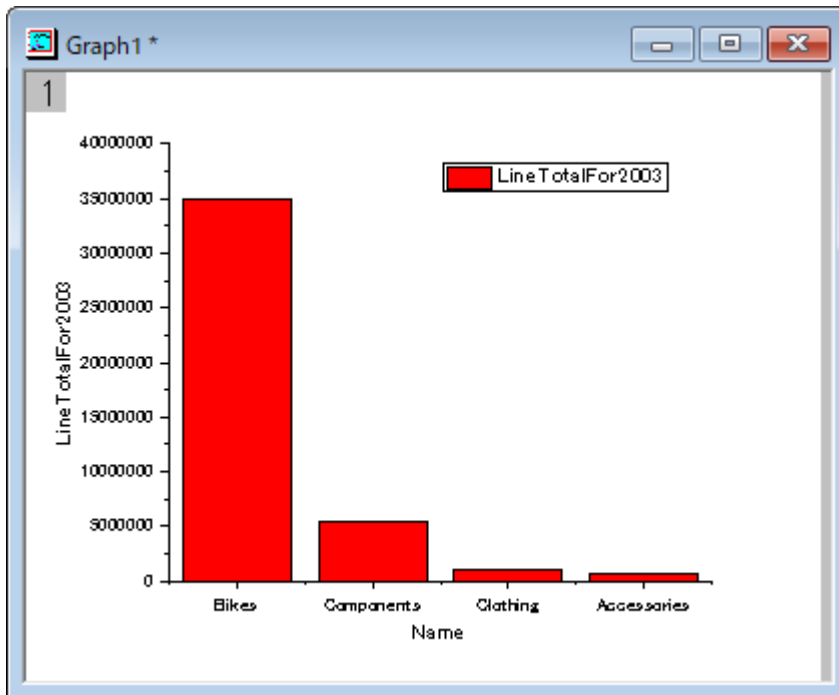 Graph1 *
1
LineTotalFor2003
40000000
35000000
30000000
25000000
20000000
15000000
10000000
5000000
0
LineTotalFor2003
Bikes Components Clothing Accessories
Name